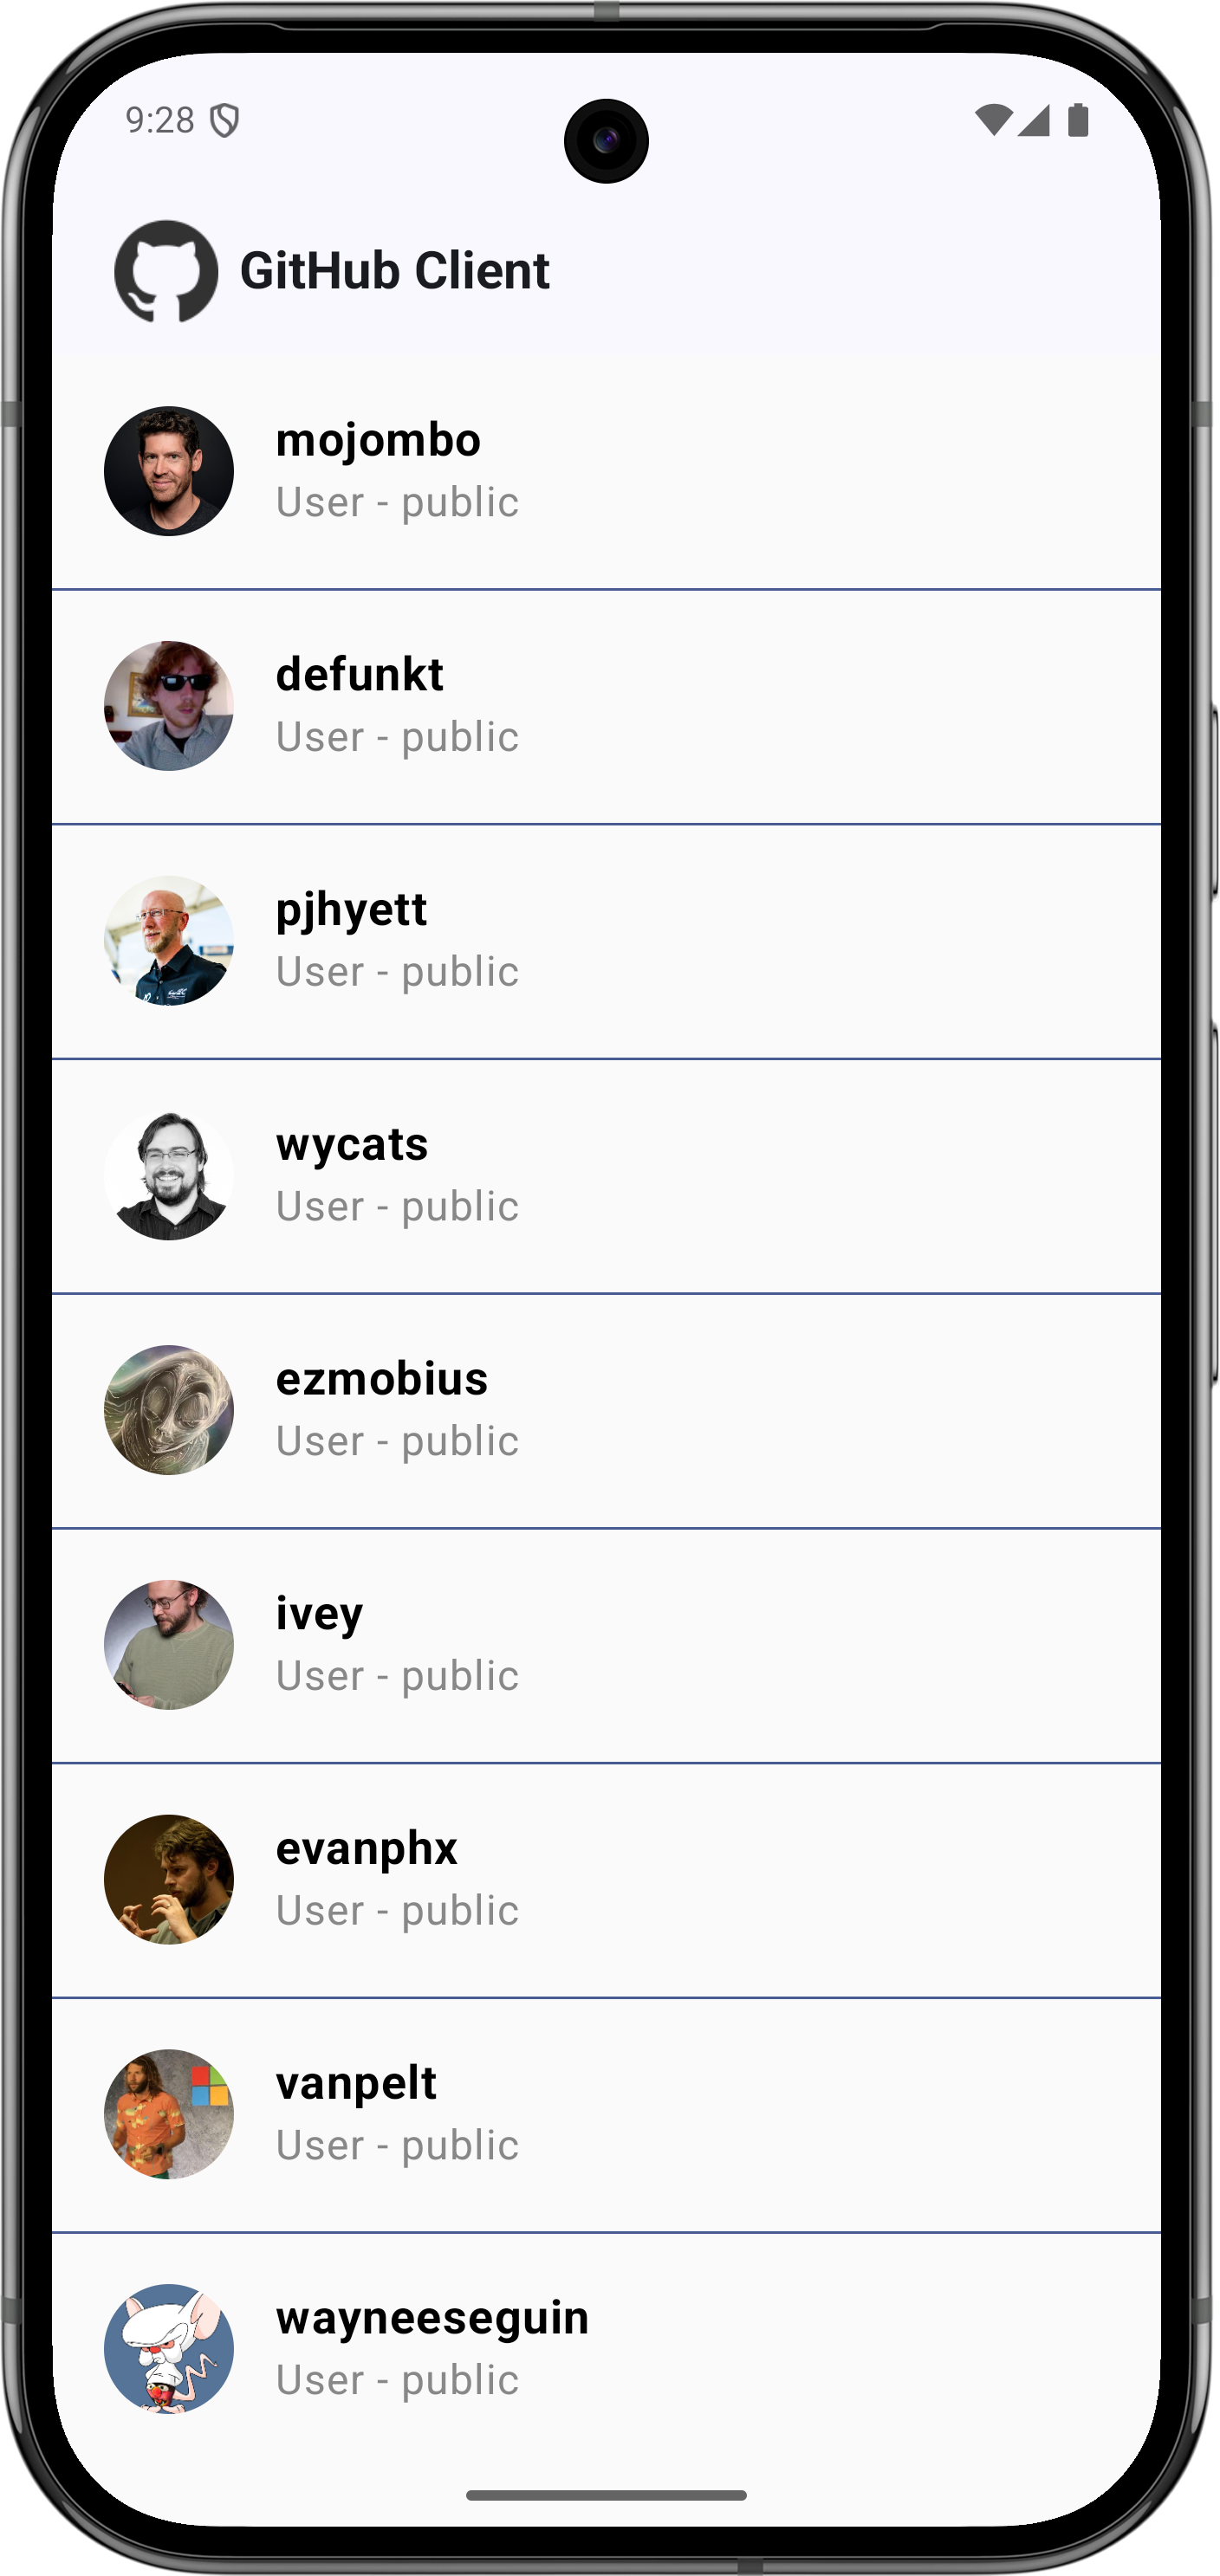 9:28
GitHub Client
mojombo
User - public
defunkt
User - public
pjhyett
User - public
wycats
User - public
ezmobius
User - public
ivey
User - public
evanphx
User - public
vanpelt
User - public
wayneeseguin
User - public